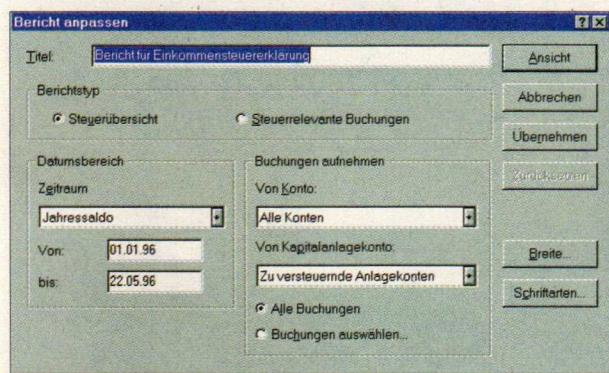 Bericht anpassen
Titel: Bericht für Einkommensteuererklärung
Ansicht
Berichtstyp
Steuerübersicht Steuerrelevante Buchungen
Abbrechen
Übernehmen
Zurücksetzen
Datumsbereich
Zeitraum
Jahressaldo
Von: 01.01.96
bis: 22.05.96
Buchungen aufnehmen
Von Konto:
Alle Konten
Von Kapitalanlagekonto:
Zu versteuernde Anlagekonten
Alle Buchungen
Buchungen auswählen...
Breite...
Schriftarten...